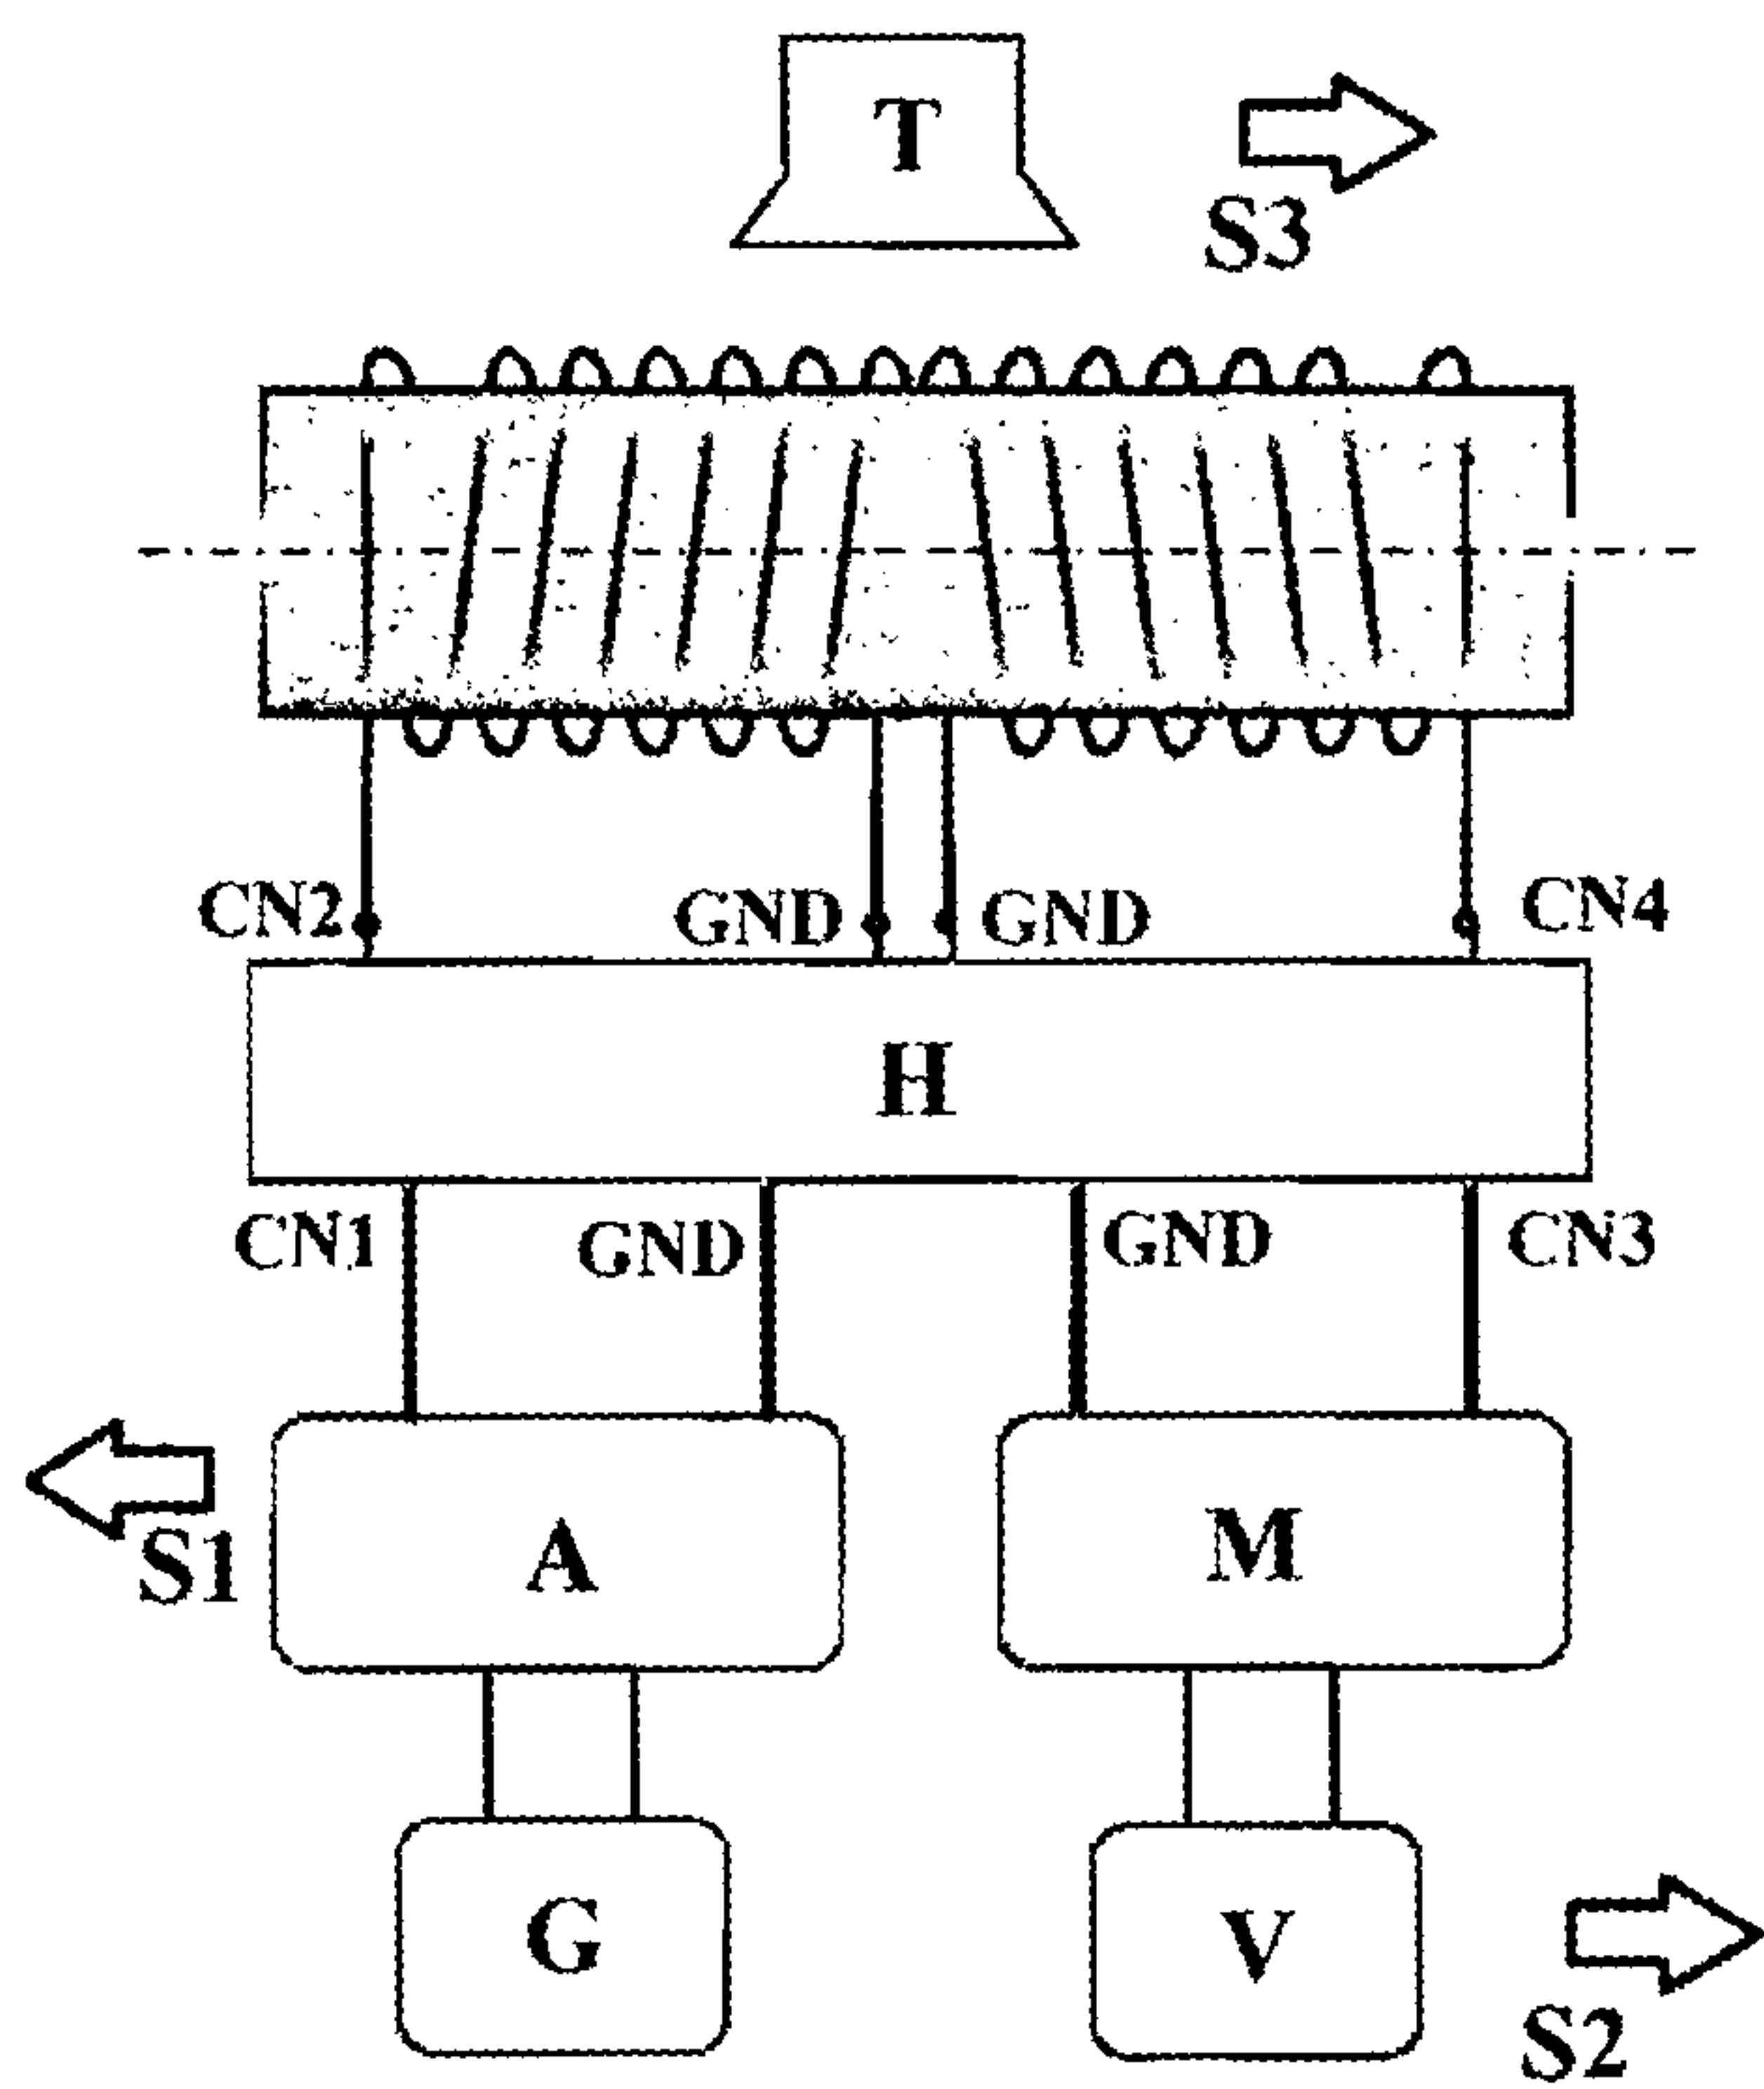 T
S3
CN2 GND GND CN4
H
CN1 GND GND CN3
S1 A M
G V
S2